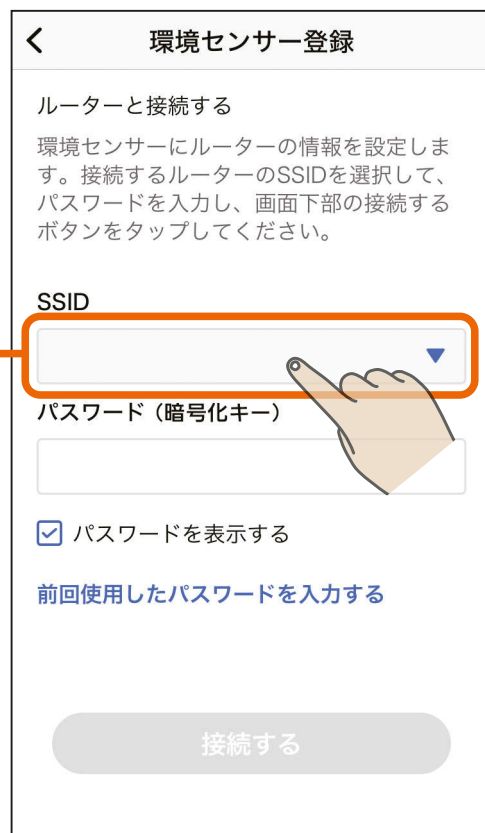 環境センサー登録
ルーターと接続する
環境センサーにルーターの情報を設定しま
す。接続するルーターのSSIDを選択して、
パスワードを入力し、画面下部の接続する
ボタンをタップしてください。
SSID
パスワード（暗号化キー）
パスワードを表示する
前回使用したパスワードを入力する
接続する